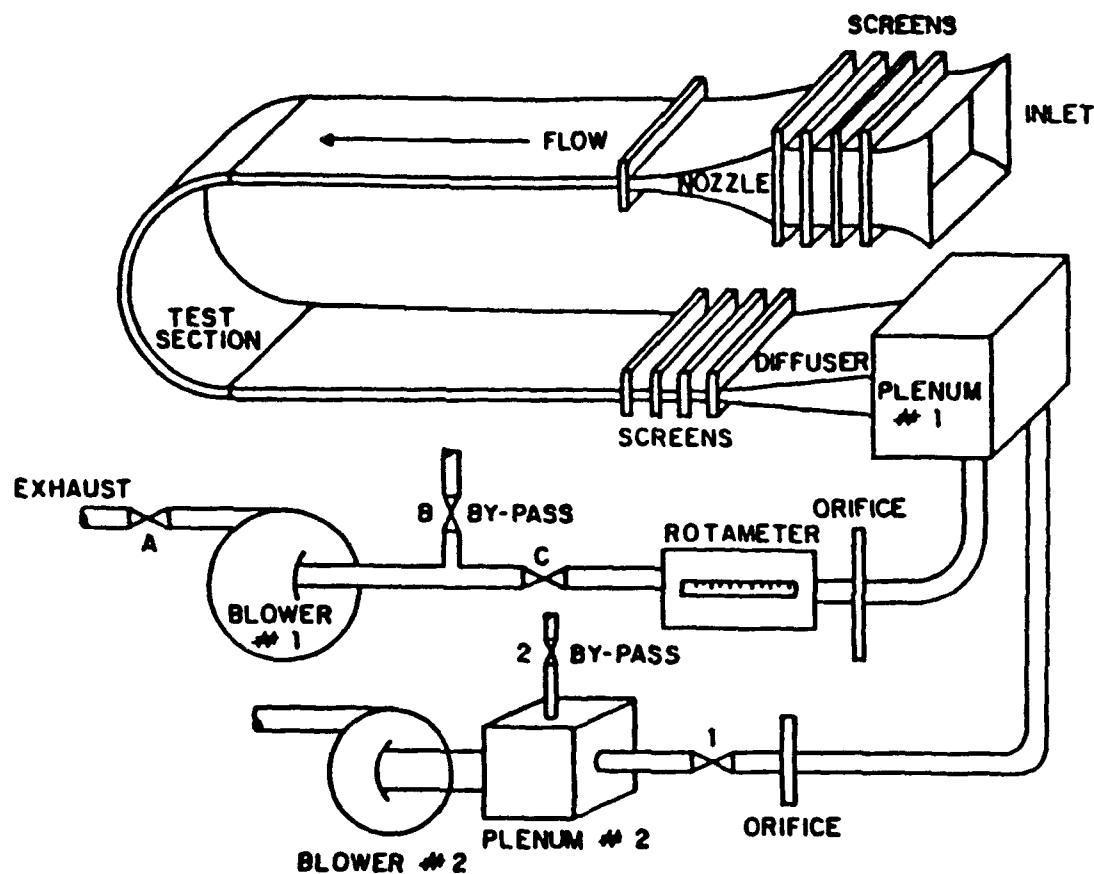 SCREENS
INLET
FLOW
NOZZLE
TEST
SECTION
DIFFUSER
PLENUM
# 1
SCREENS
EXHAUST
A
B
BY-PASS
C
ROTAMETER
ORIFICE
BLOWER
# 1
2
BY-PASS
1
ORIFICE
PLENUM # 2
BLOWER # 2